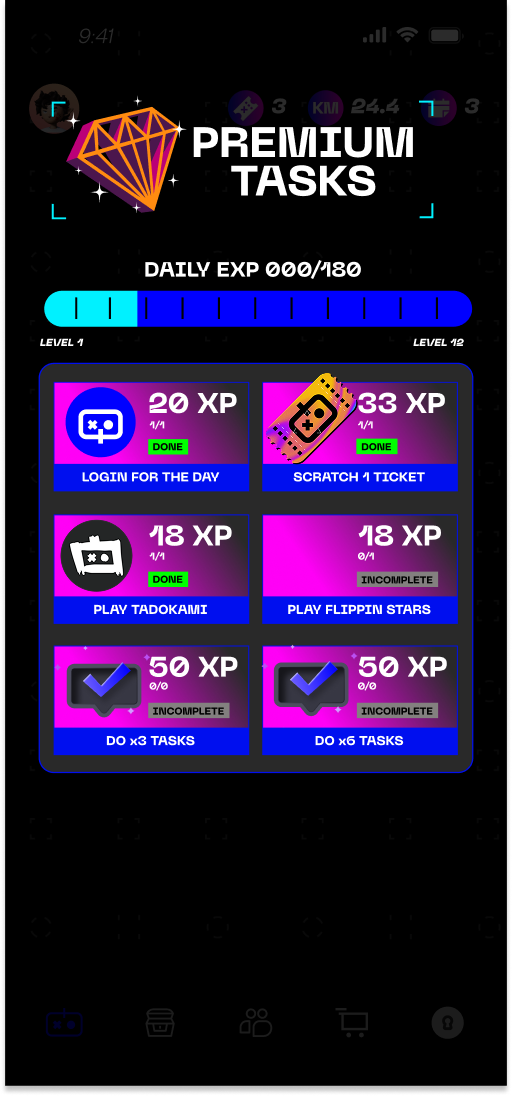 9:41
3
KM
24.4
3
PREMIUM
TASKS
DAILY EXP 000/180
LEVEL 1
LEVEL 12
20 XP
1/1
DONE
LOGIN FOR THE DAY
33 XP
1/1
DONE
SCRATCH 1 TICKET
18 XP
1/1
DONE
PLAY TADOKAMI
18 XP
0/1
INCOMPLETE
PLAY FLIPPIN STARS
50 XP
0/0
INCOMPLETE
DO x3 TASKS
50 XP
0/0
INCOMPLETE
DO x6 TASKS